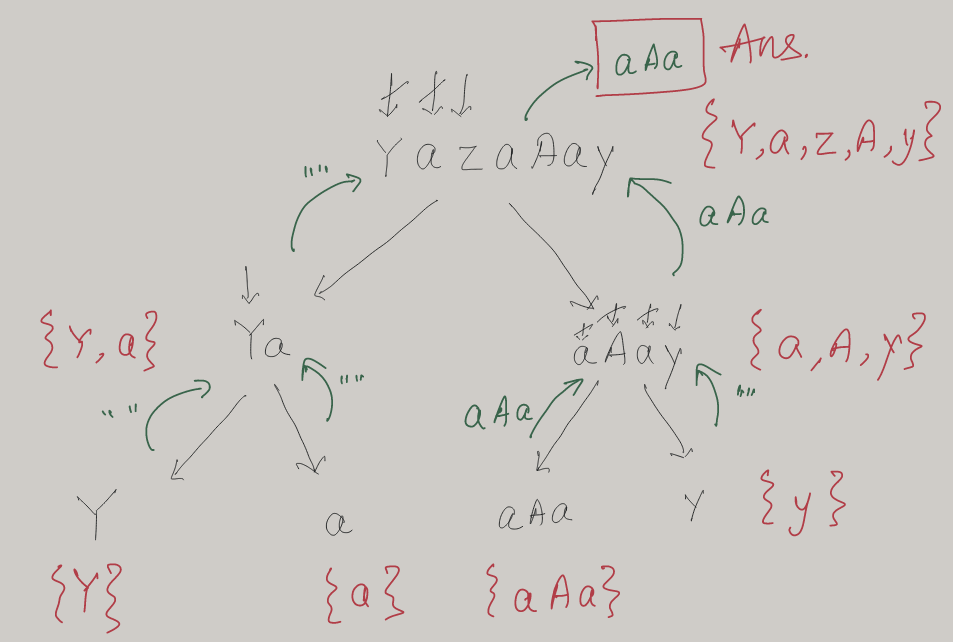 aAa Ans.
YazaAay {Y,a,z,A,y}
""
aAa
{Y,a} Ya aAay {a,A,y}
"" "" aAa ""
Y a aAa y {y}
{Y} {a} {aAa}